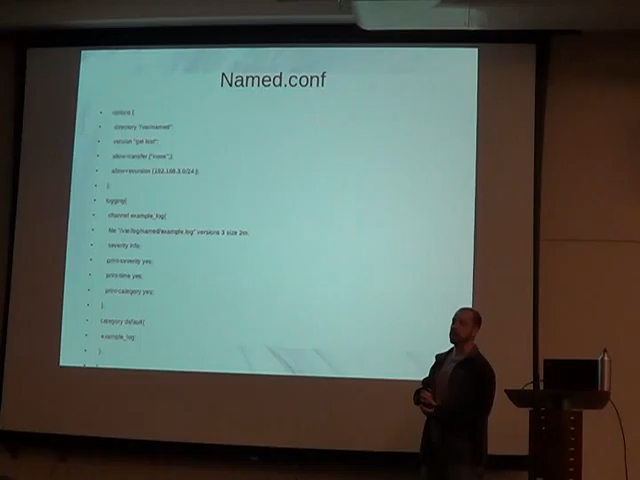 Named.conf
options {
directory "/var/named";
version "get lost";
allow-transfer {"none";};
allow-recursion {192.168.3.0/24;};
};
logging{
channel example_log{
file "/var/log/named/example.log" versions 3 size 2m;
severity info;
print-severity yes;
print-time yes;
print-category yes;
};
category default{
example_log;
};